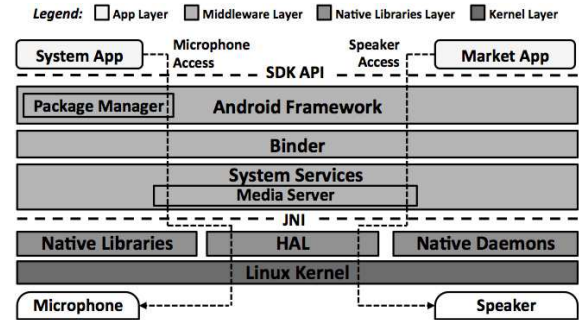 Legend: App Layer Middleware Layer Native Libraries Layer Kernel Layer
System App
Microphone
Access
Speaker
Access
Market App
SDK API
Package Manager
Android Framework
Binder
System Services
Media Server
JNI
Native Libraries
HAL
Native Daemons
Linux Kernel
Microphone
Speaker